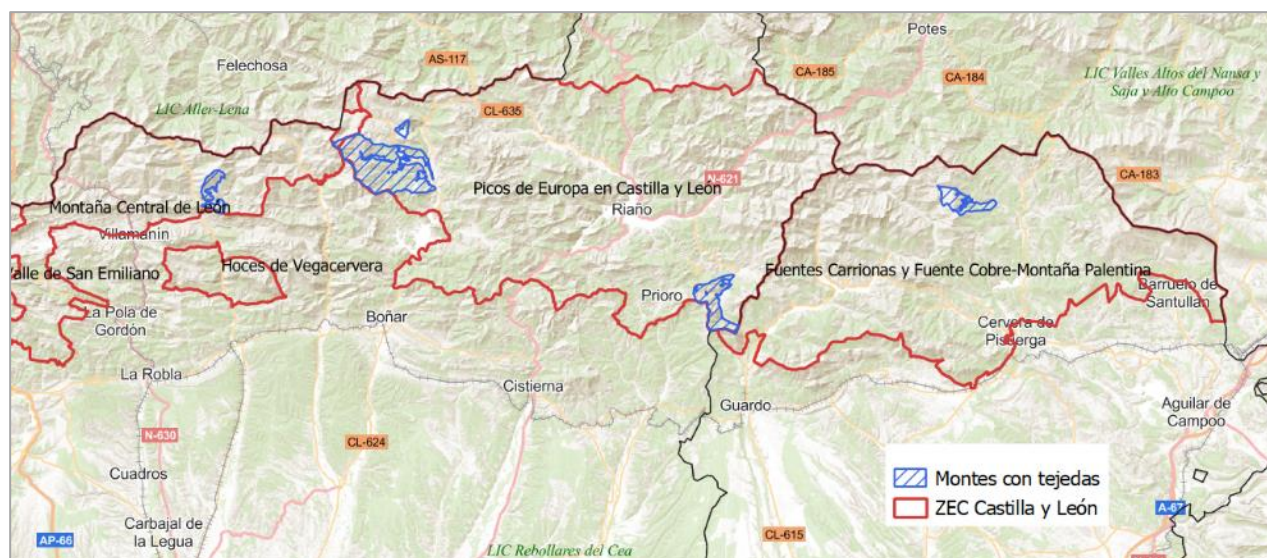 Potes
AS-117
Felechosa
CA-185
CA-184
LIC Valles Altos del Nansa y
Saja y Alto Campoo
LIC Aller-Lena
CL-635
CA-183
N-621
Picos de Europa en Castilla y León
Riaño
Montaña Central de León
Villamanín
Hoces de Vegacervera
Valle de San Emiliano
Fuentes Carrionas y Fuente Cobre-Montaña Palentina
Prioro
Barruelo de
Santullán
La Pola de
Gordón
Boñar
Cervera de
Pisuerga
La Robla
Cistierna
Guardo
Aguilar de
Campoo
N-630
CL-624
Cuadros
Montes con tejedas
ZEC Castilla y León
Carbajal de
la Legua
AP-66
LIC Rebollares del Cea
CL-615
A-67